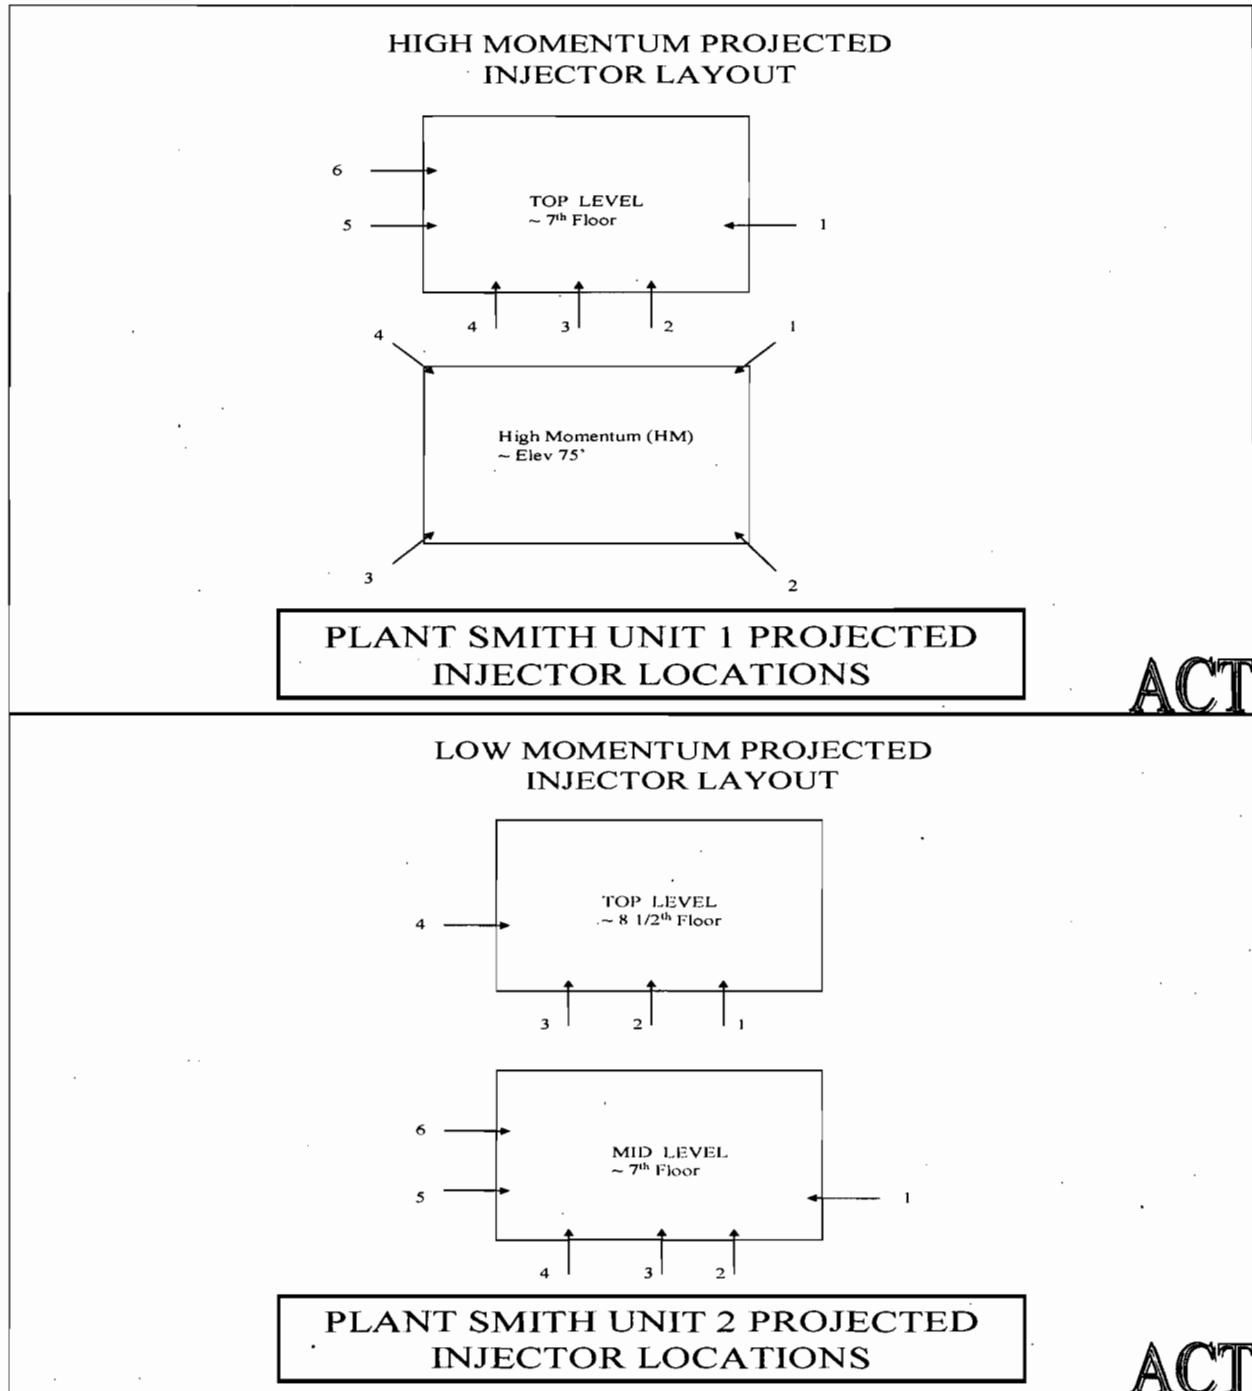 HIGH MOMENTUM PROJECTED
INJECTOR LAYOUT
6
TOP LEVEL
~ 7th Floor
5
1
4
3
2
4
1
High Momentum (HM)
~ Elev 75'
3
2
PLANT SMITH UNIT 1 PROJECTED
INJECTOR LOCATIONS
ACT
LOW MOMENTUM PROJECTED
INJECTOR LAYOUT
TOP LEVEL
~ 8 1/2th Floor
4
3
2
1
6
MID LEVEL
~ 7th Floor
5
1
4
3
2
PLANT SMITH UNIT 2 PROJECTED
INJECTOR LOCATIONS
ACT